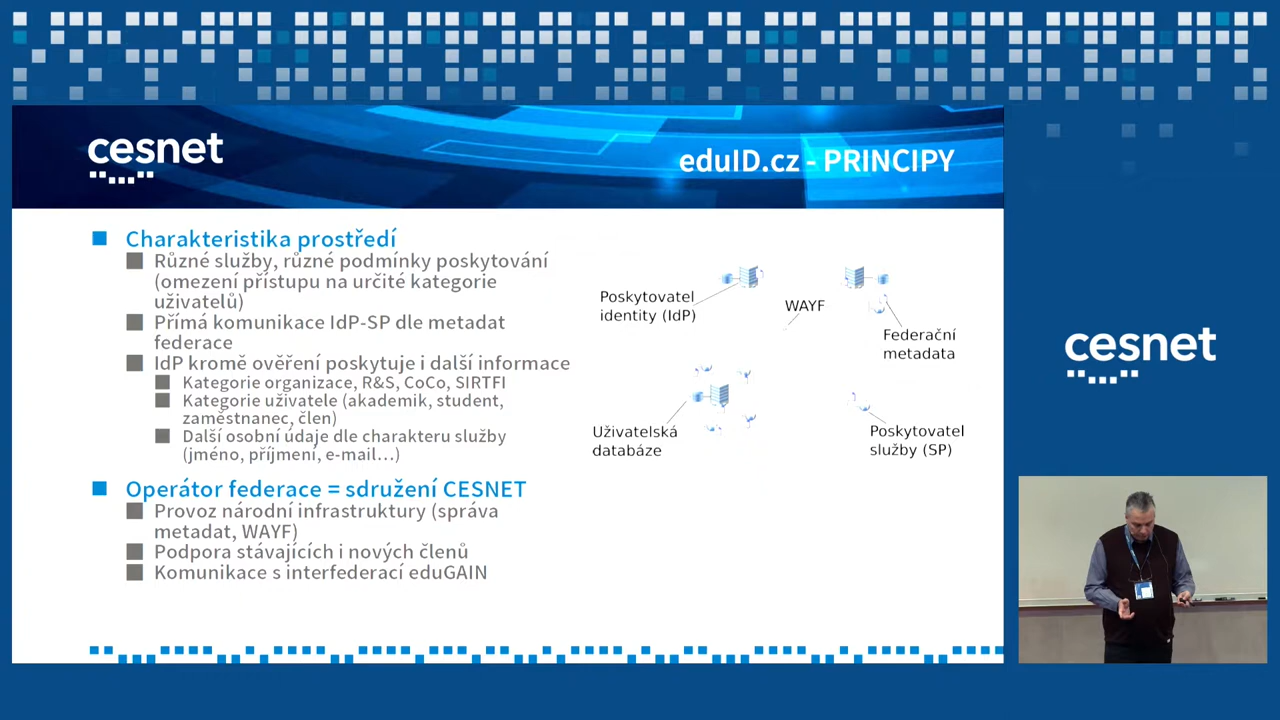 cesnet
eduID.cz - PRINCIPY
Charakteristika prostředí
Různé služby, různé podmínky poskytování
(omezení přístupu na určité kategorie
uživatelů)
Přímá komunikace IdP-SP dle metadat
federace
IdP kromě ověření poskytuje i další informace
Kategorie organizace, R&S, CoCo, SIRTFI
Kategorie uživatele (akademik, student,
zaměstnanec, člen)
Další osobní údaje dle charakteru služby
(jméno, příjmení, e-mail...)
Operátor federace = sdružení CESNET
Provoz národní infrastruktury (správa
metadat, WAYF)
Podpora stávajících i nových členů
Komunikace s interfederací eduGAIN
Poskytovatel
identity (IdP)
WAYF
Federační
metadata
Uživatelská
databáze
Poskytovatel
služby (SP)
cesnet